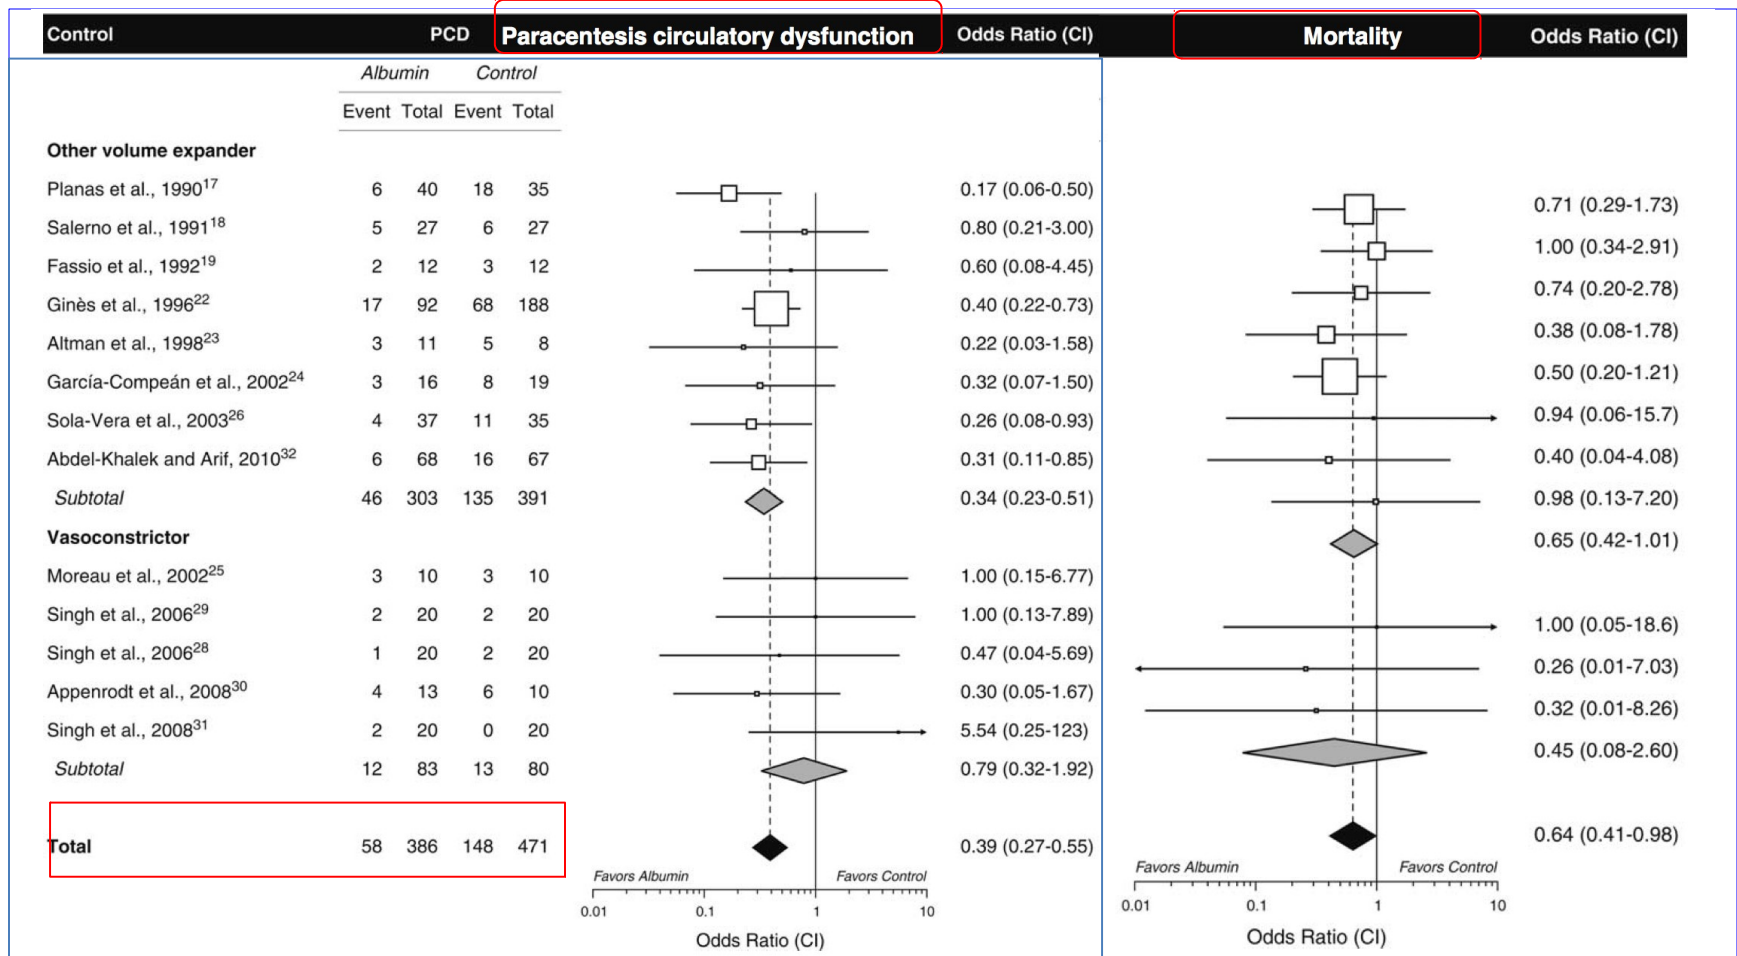 Control PCD Paracentesis circulatory dysfunction Odds Ratio (CI) Mortality Odds Ratio (CI)
Albumin Control
Event Total Event Total
Other volume expander
Planas et al., 1990¹⁷ 6 40 18 35 0.17 (0.06-0.50) 0.71 (0.29-1.73)
Salerno et al., 1991¹⁸ 5 27 6 27 0.80 (0.21-3.00) 1.00 (0.34-2.91)
Fassio et al., 1992¹⁹ 2 12 3 12 0.60 (0.08-4.45) 0.74 (0.20-2.78)
Ginès et al., 1996²² 17 92 68 188 0.40 (0.22-0.73) 0.38 (0.08-1.78)
Altman et al., 1998²³ 3 11 5 8 0.22 (0.03-1.58) 0.50 (0.20-1.21)
García-Compeán et al., 2002²⁴ 3 16 8 19 0.32 (0.07-1.50) 0.94 (0.06-15.7)
Sola-Vera et al., 2003²⁶ 4 37 11 35 0.26 (0.08-0.93) 0.40 (0.04-4.08)
Abdel-Khalek and Arif, 2010³² 6 68 16 67 0.31 (0.11-0.85) 0.98 (0.13-7.20)
Subtotal 46 303 135 391 0.34 (0.23-0.51) 0.65 (0.42-1.01)
Vasoconstrictor
Moreau et al., 2002²⁵ 3 10 3 10 1.00 (0.15-6.77)
Singh et al., 2006²⁹ 2 20 2 20 1.00 (0.13-7.89) 1.00 (0.05-18.6)
Singh et al., 2006²⁸ 1 20 2 20 0.47 (0.04-5.69) 0.26 (0.01-7.03)
Appenrodt et al., 2008³⁰ 4 13 6 10 0.30 (0.05-1.67) 0.32 (0.01-8.26)
Singh et al., 2008³¹ 2 20 0 20 5.54 (0.25-123) 0.45 (0.08-2.60)
Subtotal 12 83 13 80 0.79 (0.32-1.92)
Total 58 386 148 471 0.39 (0.27-0.55) 0.64 (0.41-0.98)
Favors Albumin Favors Control Favors Albumin Favors Control
0.01 0.1 1 10 0.01 0.1 1 10
Odds Ratio (CI) Odds Ratio (CI)